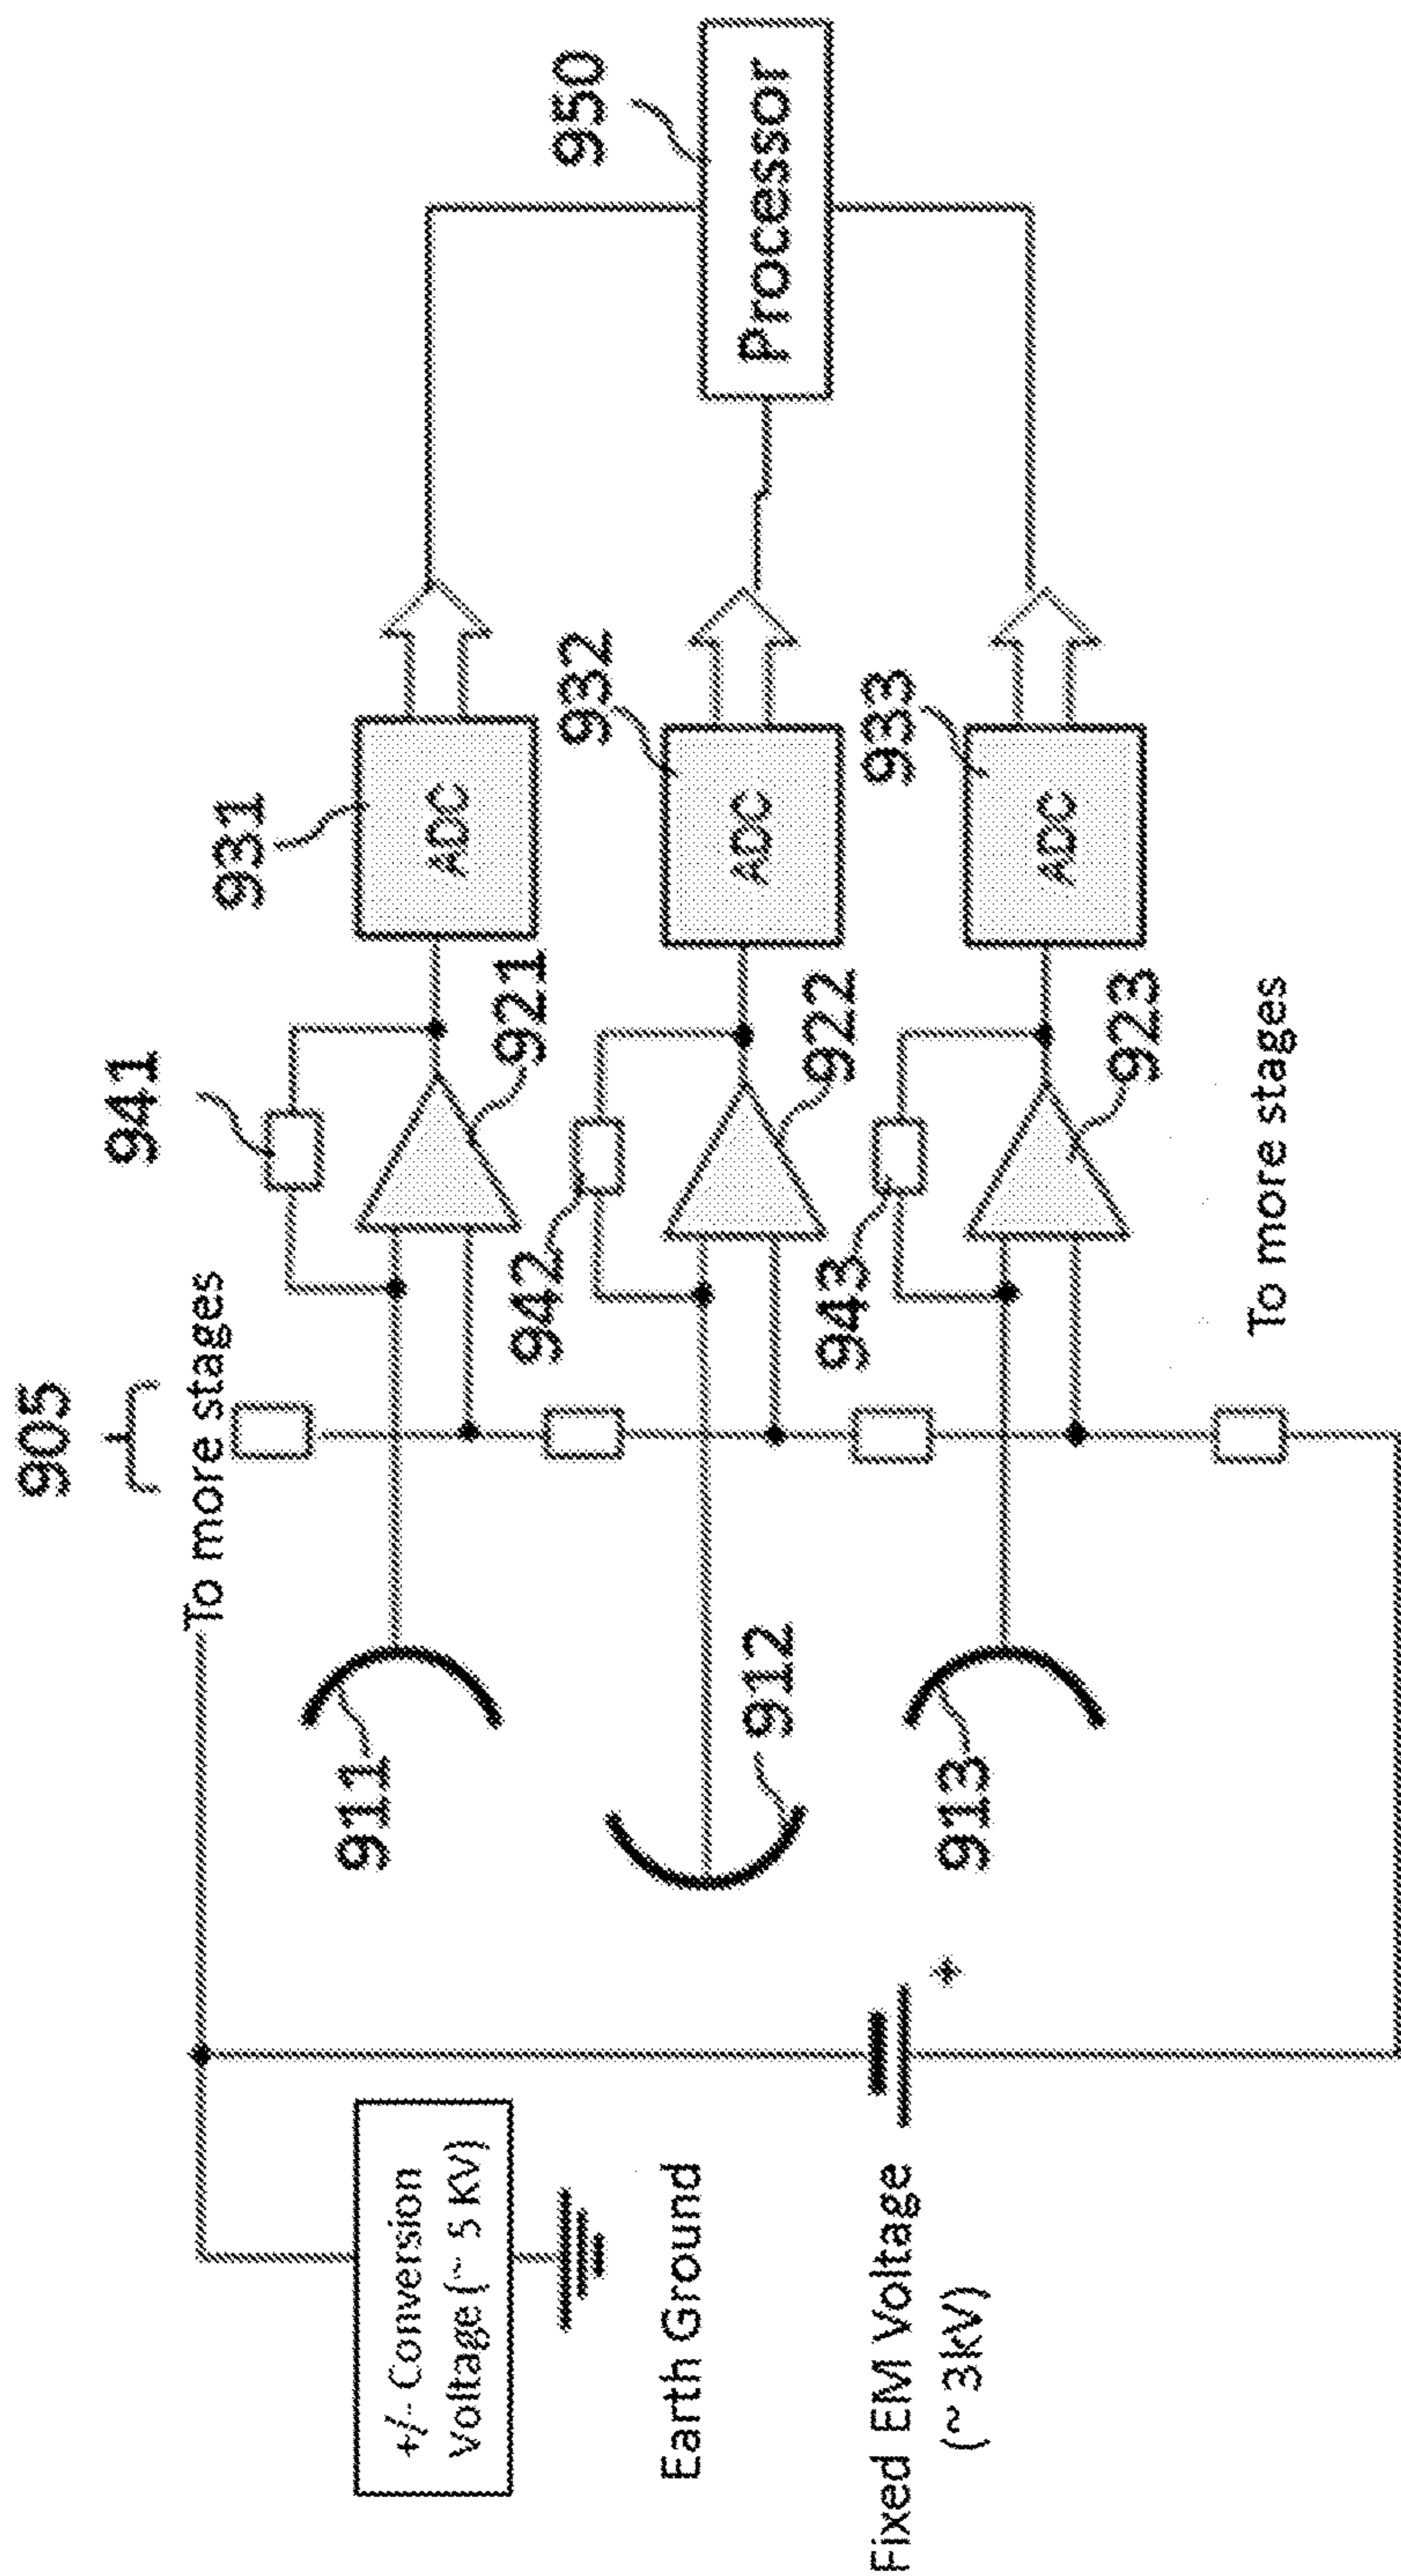 905
To more stages
941
931
950
Processor
ADC
921
911
942
932
ADC
922
912
943
933
ADC
923
913
To more stages
+/- Conversion
Voltage (~ 5 KV)
Earth Ground
Fixed EM Voltage
(~ 3kV)
+